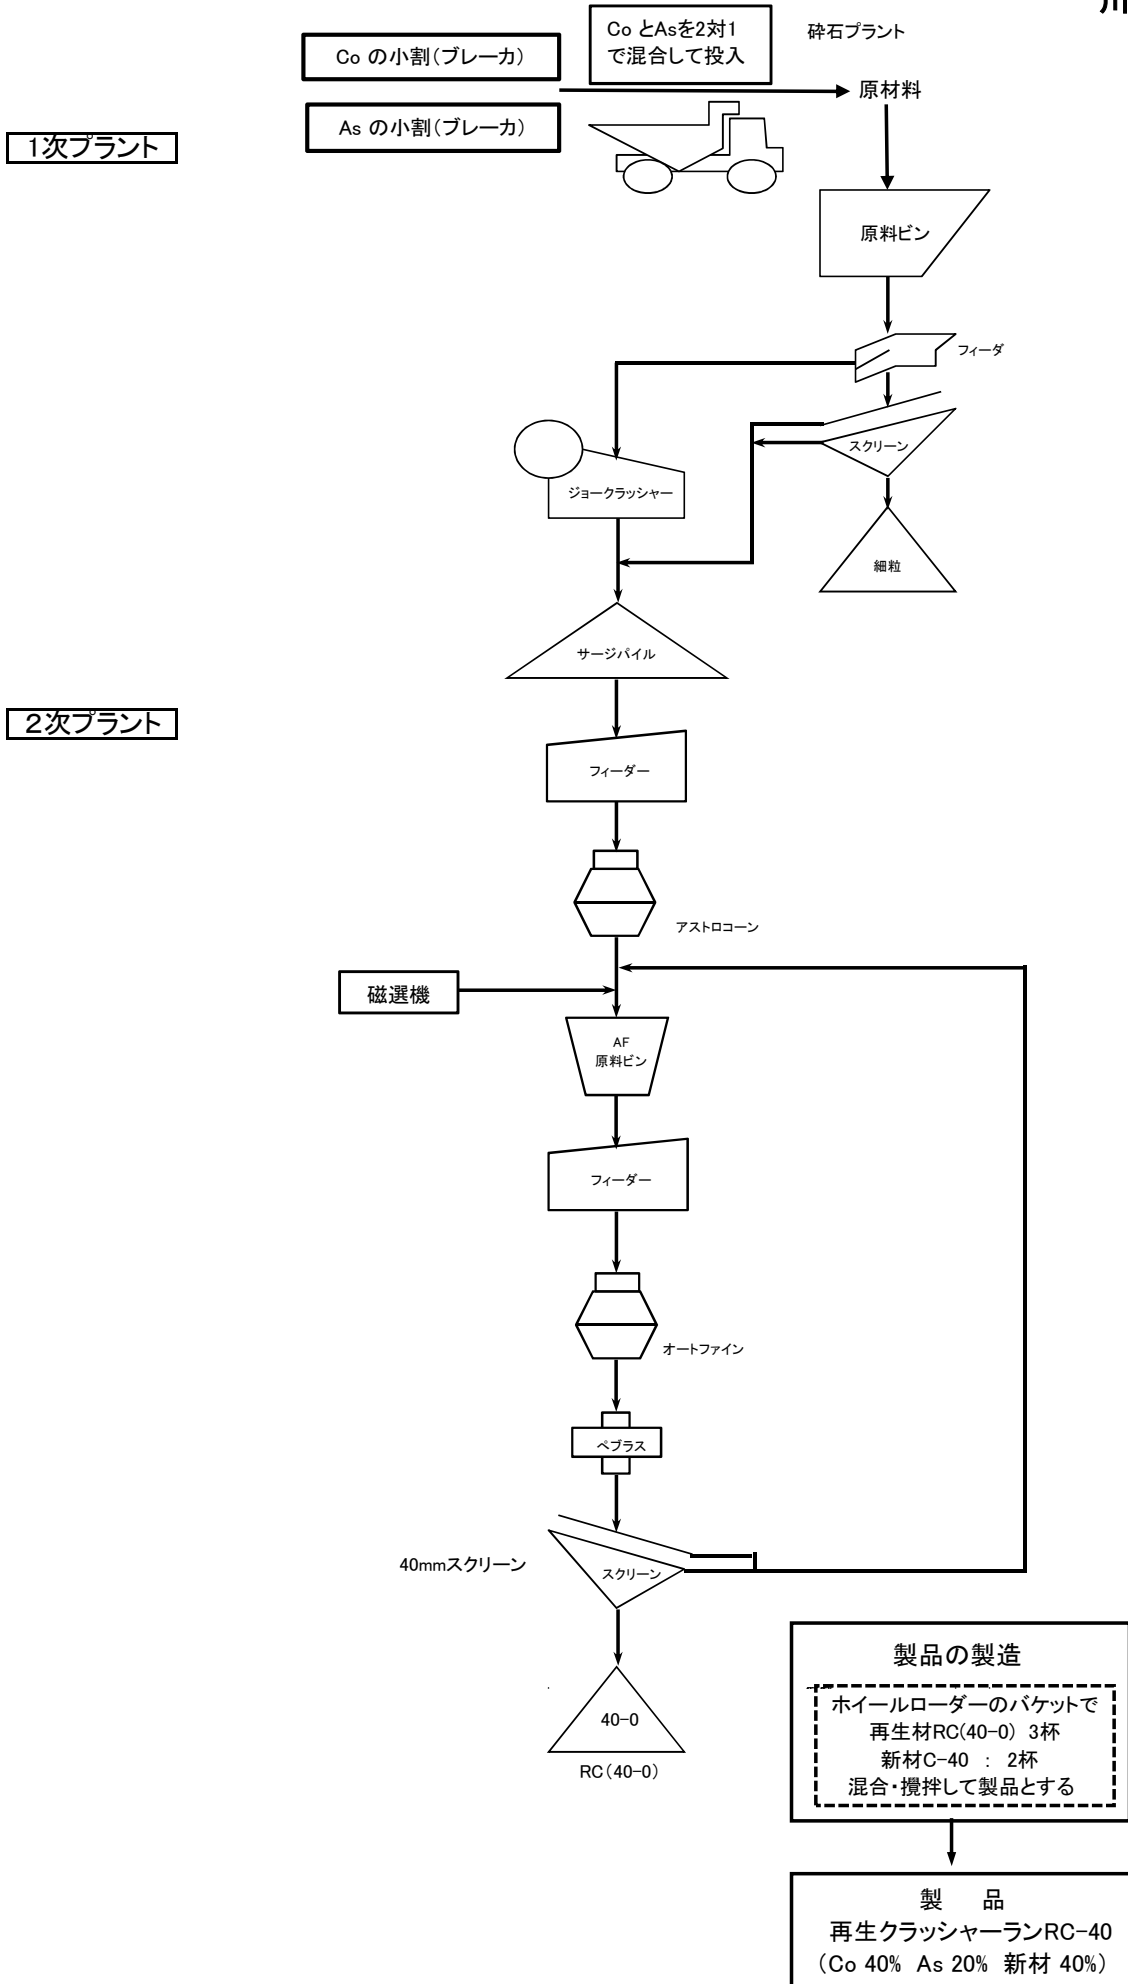 Co の小割(ブレーカ)
Co とAsを2対1
で混合して投入
砕石プラント
原材料
As の小割(ブレーカ)
1次プラント
原料ビン
フィーダ
スクリーン
ジョークラッシャー
細粒
サージパイル
2次プラント
フィーダー
アストロコーン
磁選機
AF
原料ビン
フィーダー
オートファイン
ペブラス
40mmスクリーン
スクリーン
40-0
RC(40-0)
製品の製造
ホイールローダーのバケットで
再生材RC(40-0) 3杯
新材C-40 : 2杯
混合・攪拌して製品とする
製 品
再生クラッシャーランRC-40
(Co 40% As 20% 新材 40%)